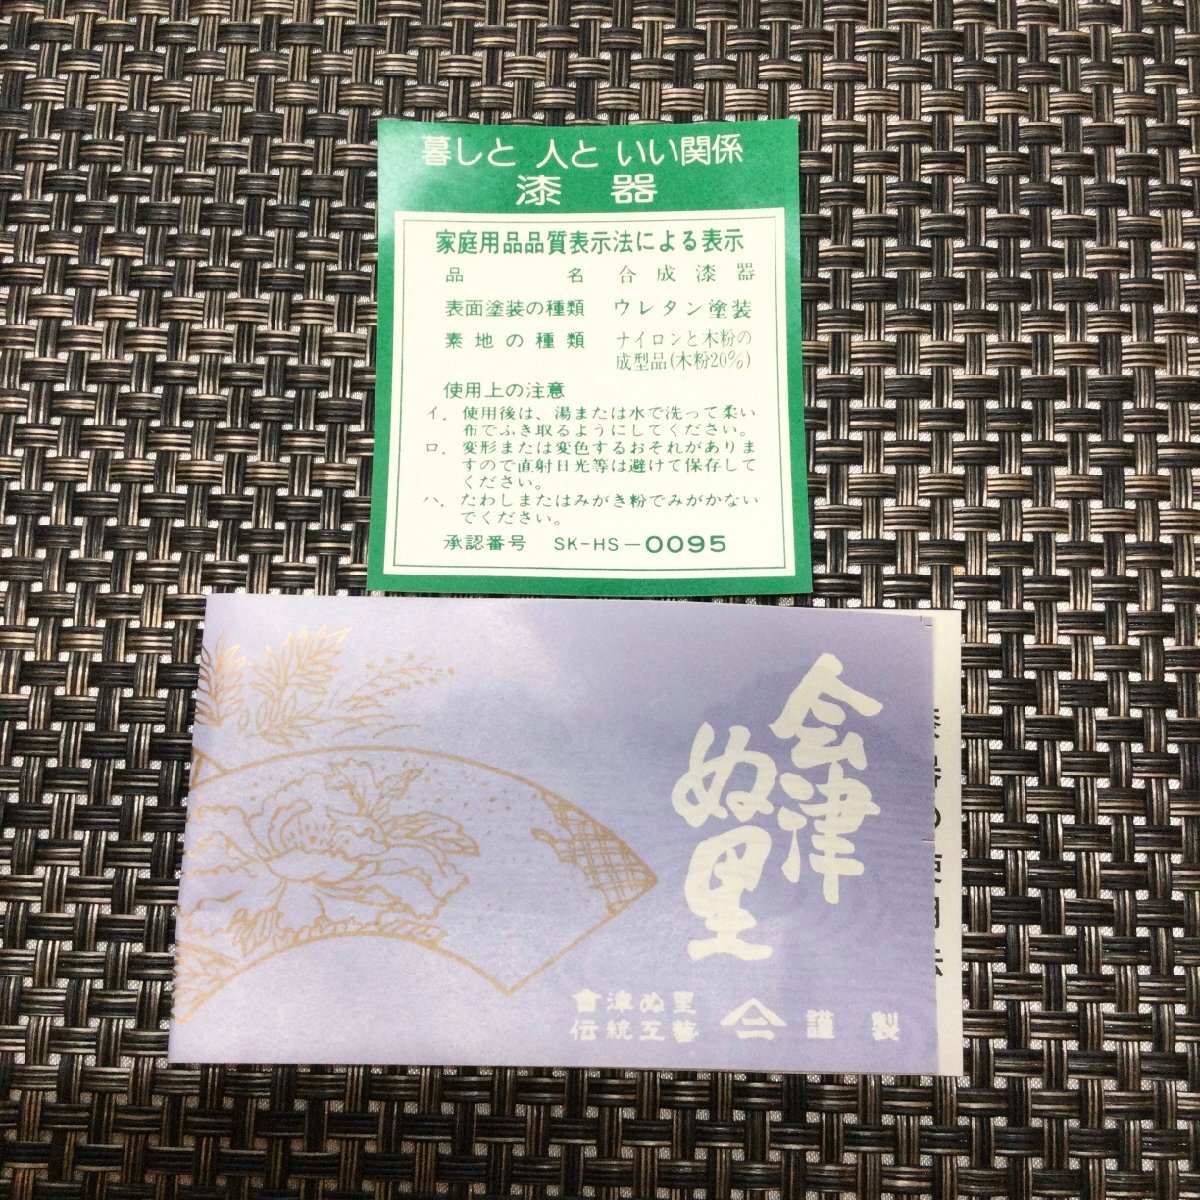 暮しと 人と いい関係
漆 器
家庭用品品質表示法による表示
品 名 合成漆器
表面塗装の種類 ウレタン塗装
素地の種類 ナイロンと木粉の
成型品(木粉20%)
使用上の注意
イ. 使用後は、湯または水で洗って柔い
布でふき取るようにしてください。
ロ. 変形または変色するおそれがありま
すので直射日光等は避けて保存して
ください。
ハ. たわしまたはみがき粉でみがかない
でください。
承認番号 SK-HS-0095
会津
ぬ里
會津ぬ里
伝統工藝
謹製